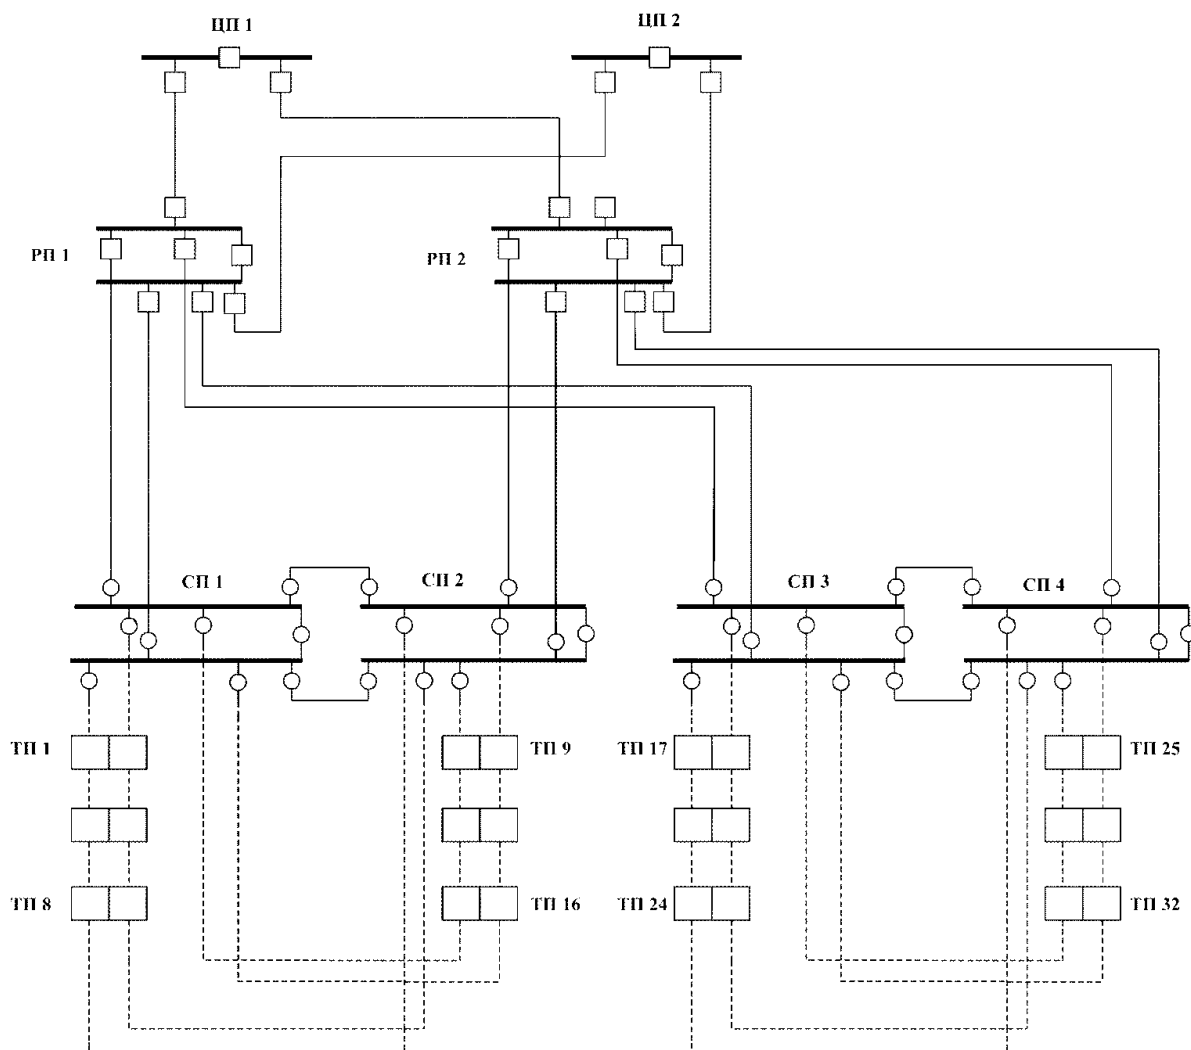 ЦП 1
ЦП 2
РП 1
РП 2
СП 1
СП 2
СП 3
СП 4
ТП 1
ТП 9
ТП 17
ТП 25
ТП 8
ТП 16
ТП 24
ТП 32